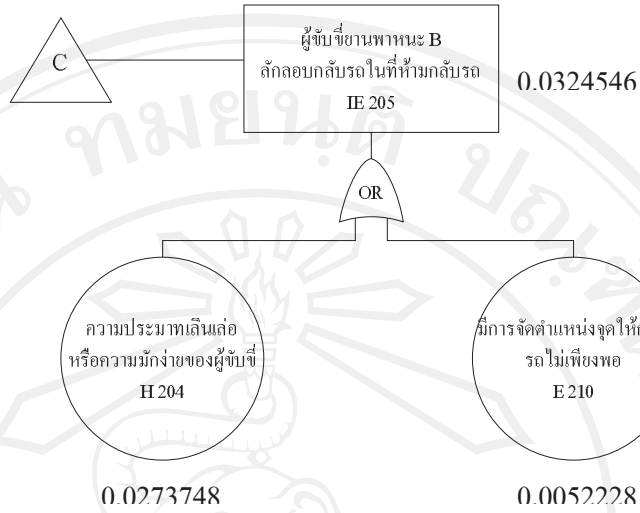 C
ผู้ขับขี่ยานพาหนะ B
ลักลอบกลับรถในที่ห้ามกลับรถ
IE 205
0.0324546
OR
ความประมาทเลินเล่อ
หรือความมักง่ายของผู้ขับขี่
H 204
มีการจัดตำแหน่งจุดให้
รถไม่เพียงพอ
E 210
0.0273748
0.0052228